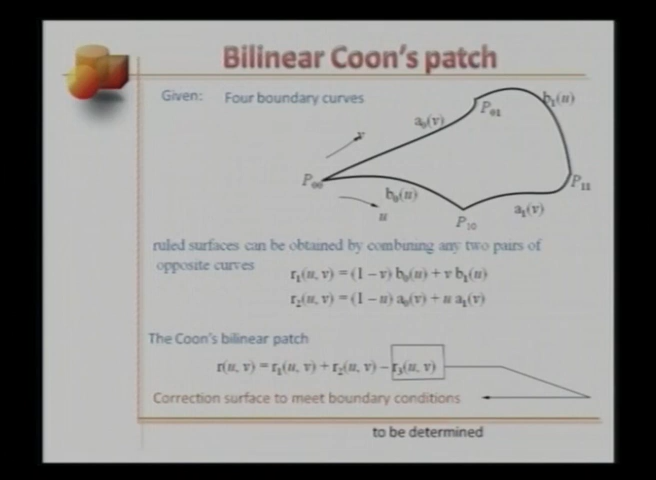 Bilinear Coon's patch
Given: Four boundary curves
b₁(u)
P₀₁
a₀(v)
v
P₀₀
P₁₁
b₀(u)
a₁(v)
u
P₁₀
ruled surfaces can be obtained by combining any two pairs of
opposite curves
r₁(u, v) = (1 − v) b₀(u) + v b₁(u)
r₂(u, v) = (1 − u) a₀(v) + u a₁(v)
The Coon's bilinear patch
r(u, v) = r₁(u, v) + r₂(u, v) − r₃(u, v)
Correction surface to meet boundary conditions
to be determined